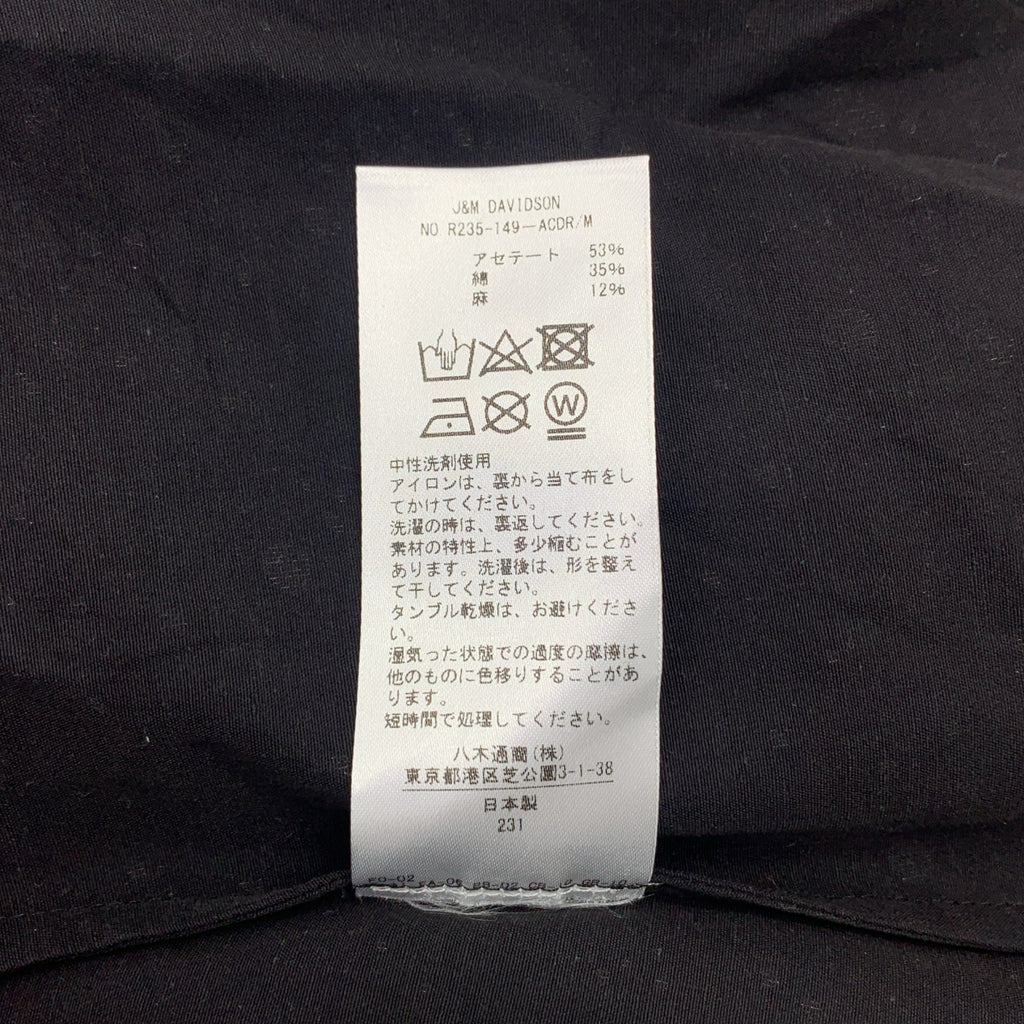 J&M DAVIDSON
NO R235-149-ACDR/M
アセテート 53%
綿 35%
麻 12%
W
中性洗剤使用
アイロンは、裏から当て布をし
てかけてください。
洗濯の時は、裏返してください。
素材の特性上、多少縮むことが
あります。洗濯後は、形を整え
て干してください。
タンブル乾燥は、お避けくださ
い。
湿気った状態での過度の摩擦は、
他のものに色移りすることがあ
ります。
短時間で処理してください。
八木通商(株)
東京都港区芝公園3-1-38
日本製
231